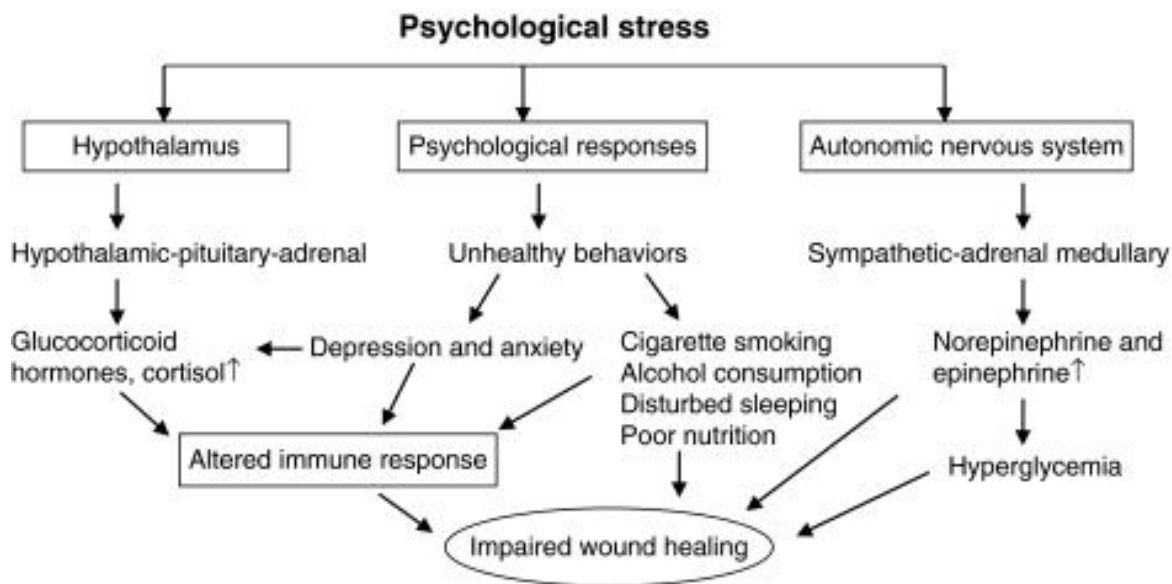 Psychological stress
Hypothalamus
Psychological responses
Autonomic nervous system
Hypothalamic-pituitary-adrenal
Unhealthy behaviors
Sympathetic-adrenal medullary
Glucocorticoid
hormones, cortisol↑
Depression and anxiety
Cigarette smoking
Alcohol consumption
Disturbed sleeping
Poor nutrition
Norepinephrine and
epinephrine↑
Altered immune response
Hyperglycemia
Impaired wound healing